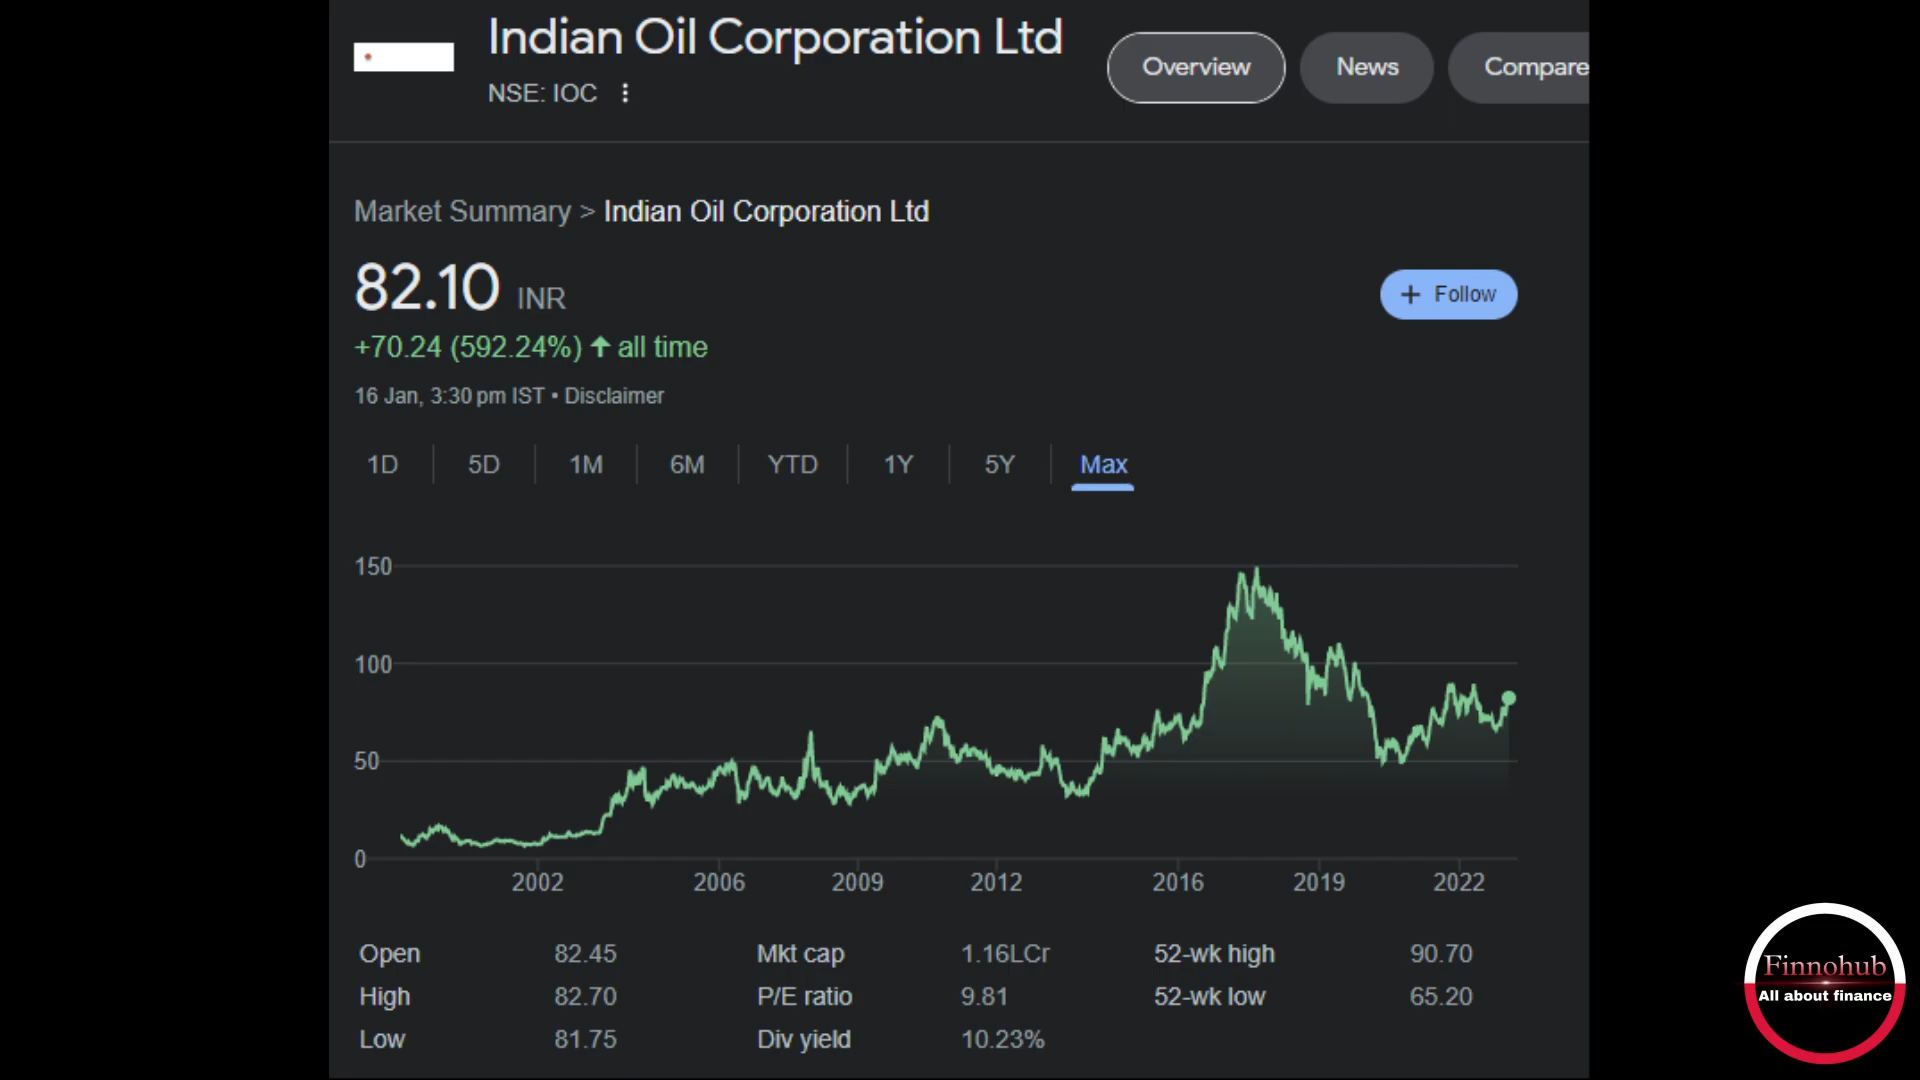 Indian Oil Corporation Ltd
NSE: IOC
Overview
News
Compare
Market Summary > Indian Oil Corporation Ltd
82.10 INR
+ Follow
+70.24 (592.24%) ↑ all time
16 Jan, 3:30 pm IST • Disclaimer
1D 5D 1M 6M YTD 1Y 5Y Max
150
100
50
0
2002 2006 2009 2012 2016 2019 2022
Open 82.45 Mkt cap 1.16LCr 52-wk high 90.70
High 82.70 P/E ratio 9.81 52-wk low 65.20
Low 81.75 Div yield 10.23%
Finnohub
All about finance